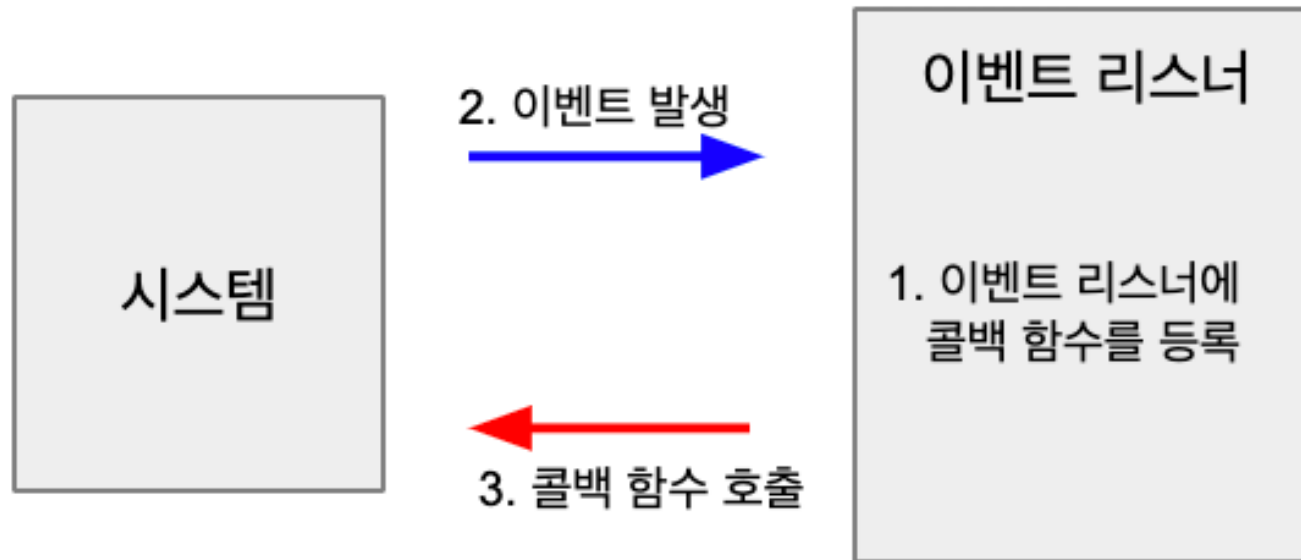 이벤트 리스너
2. 이벤트 발생
시스템
1. 이벤트 리스너에
콜백 함수를 등록
3. 콜백 함수 호출